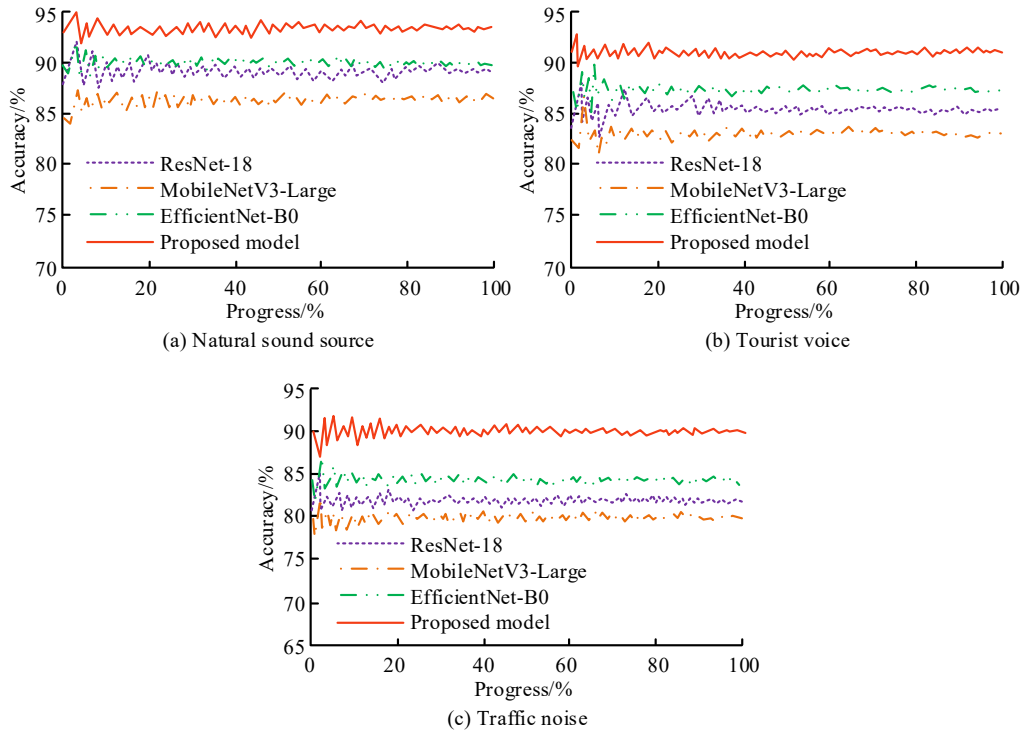 95
90
85
80
75
70
Accuracy/%
ResNet-18
MobileNetV3-Large
EfficientNet-B0
Proposed model
0 20 40 60 80 100
Progress/%
(a) Natural sound source
95
90
85
80
75
70
Accuracy/%
ResNet-18
MobileNetV3-Large
EfficientNet-B0
Proposed model
0 20 40 60 80 100
Progress/%
(b) Tourist voice
95
90
85
80
75
70
65
Accuracy/%
ResNet-18
MobileNetV3-Large
EfficientNet-B0
Proposed model
0 20 40 60 80 100
Progress/%
(c) Traffic noise